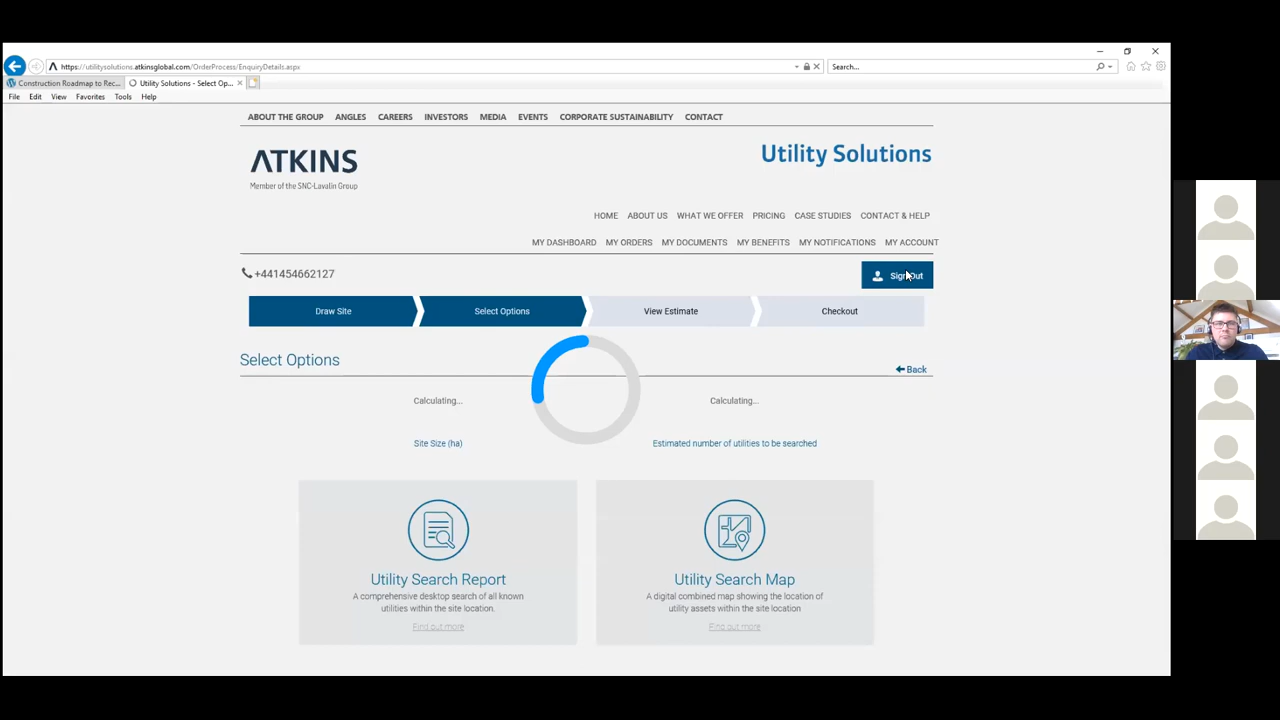 https://utilitysolutions.atkinsglobal.com/OrderProcess/EnquiryDetails.aspx
Search...
Construction Roadmap to Rec...
Utility Solutions - Select Op...
File Edit View Favorites Tools Help
ABOUT THE GROUP ANGLES CAREERS INVESTORS MEDIA EVENTS CORPORATE SUSTAINABILITY CONTACT
ATKINS
Member of the SNC-Lavalin Group
Utility Solutions
HOME ABOUT US WHAT WE OFFER PRICING CASE STUDIES CONTACT & HELP
MY DASHBOARD MY ORDERS MY DOCUMENTS MY BENEFITS MY NOTIFICATIONS MY ACCOUNT
+441454662127
Sign Out
Draw Site Select Options View Estimate Checkout
Select Options
Back
Calculating... Calculating...
Site Size (ha) Estimated number of utilities to be searched
Utility Search Report
A comprehensive desktop search of all known
utilities within the site location.
Find out more
Utility Search Map
A digital combined map showing the location of
utility assets within the site location
Find out more